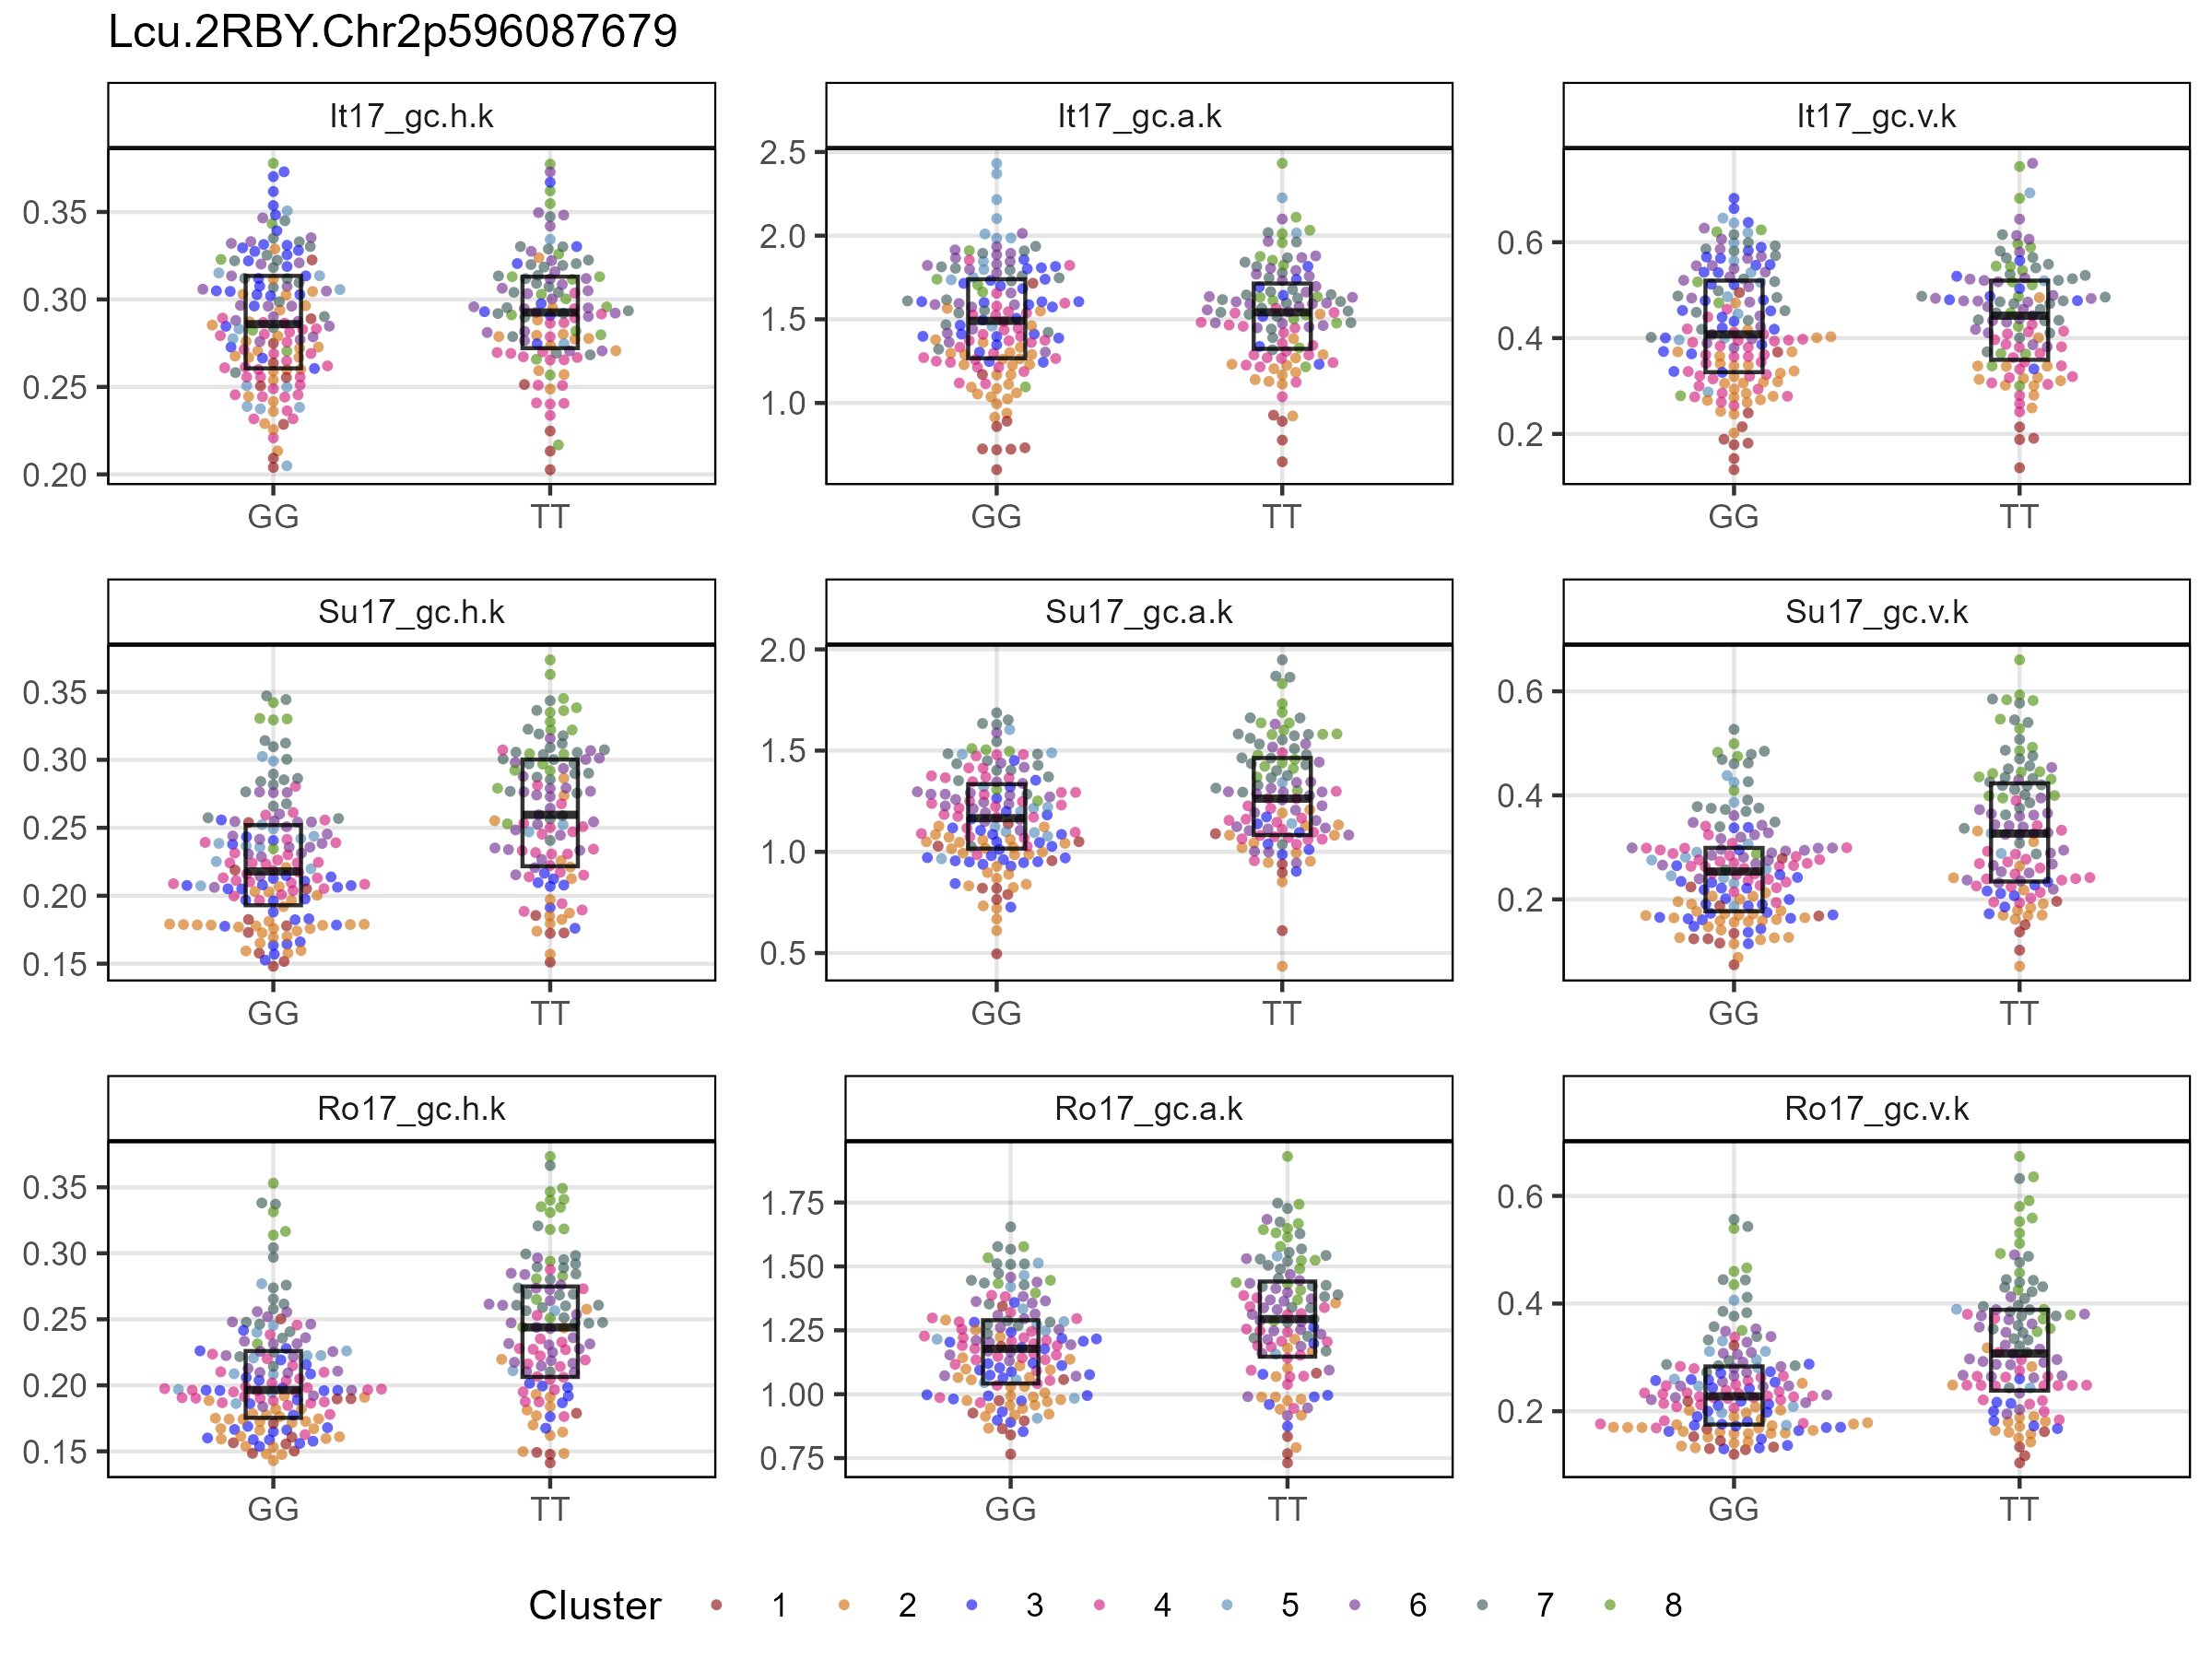 Lcu.2RBY.Chr2p596087679
It17_gc.h.k
It17_gc.a.k
It17_gc.v.k
0.35
0.30
0.25
0.20
GG TT
2.5
2.0
1.5
1.0
GG TT
0.6
0.4
0.2
GG TT
Su17_gc.h.k
Su17_gc.a.k
Su17_gc.v.k
0.35
0.30
0.25
0.20
0.15
GG TT
2.0
1.5
1.0
0.5
GG TT
0.6
0.4
0.2
GG TT
Ro17_gc.h.k
Ro17_gc.a.k
Ro17_gc.v.k
0.35
0.30
0.25
0.20
0.15
GG TT
1.75
1.50
1.25
1.00
0.75
GG TT
0.6
0.4
0.2
GG TT
Cluster 1 2 3 4 5 6 7 8